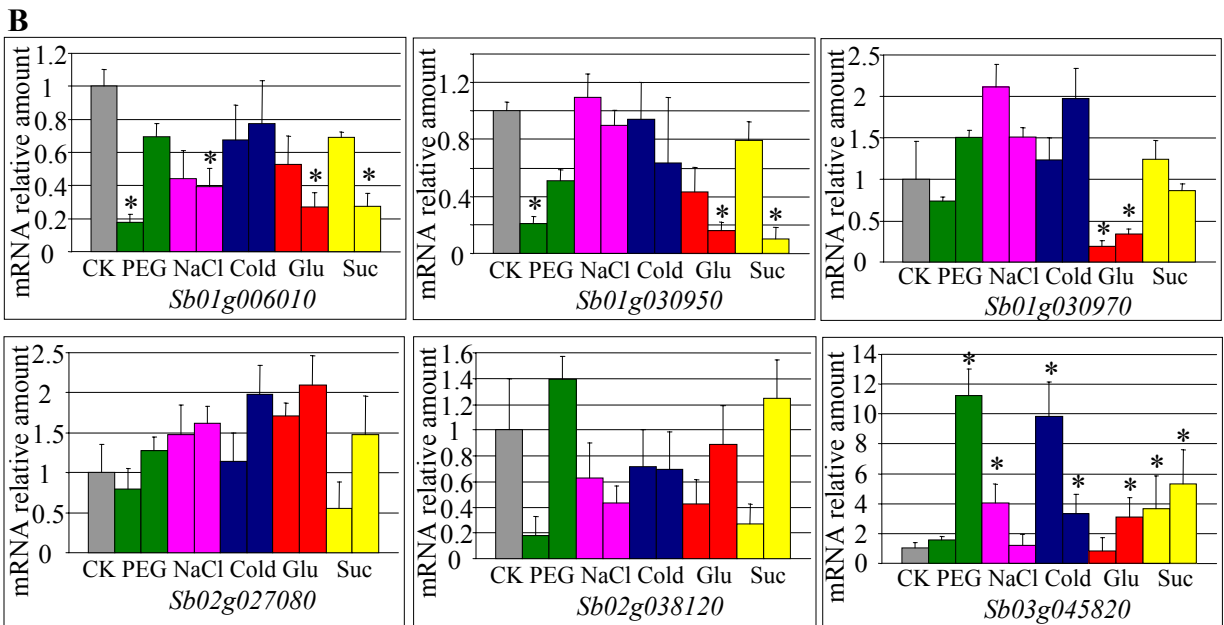 B
mRNA relative amount
1.2
1
0.8
0.6
0.4
0.2
0
* * * *
CK PEG NaCl Cold Glu Suc
Sb01g006010
mRNA relative amount
1.2
1
0.8
0.6
0.4
0.2
0
* * *
CK PEG NaCl Cold Glu Suc
Sb01g030950
mRNA relative amount
2.5
2
1.5
1
0.5
0
* *
CK PEG NaCl Cold Glu Suc
Sb01g030970
mRNA relative amount
2.5
2
1.5
1
0.5
0
CK PEG NaCl Cold Glu Suc
Sb02g027080
mRNA relative amount
1.6
1.4
1.2
1
0.8
0.6
0.4
0.2
0
CK PEG NaCl Cold Glu Suc
Sb02g038120
mRNA relative amount
14
12
10
8
6
4
2
0
* * * * * * *
CK PEG NaCl Cold Glu Suc
Sb03g045820